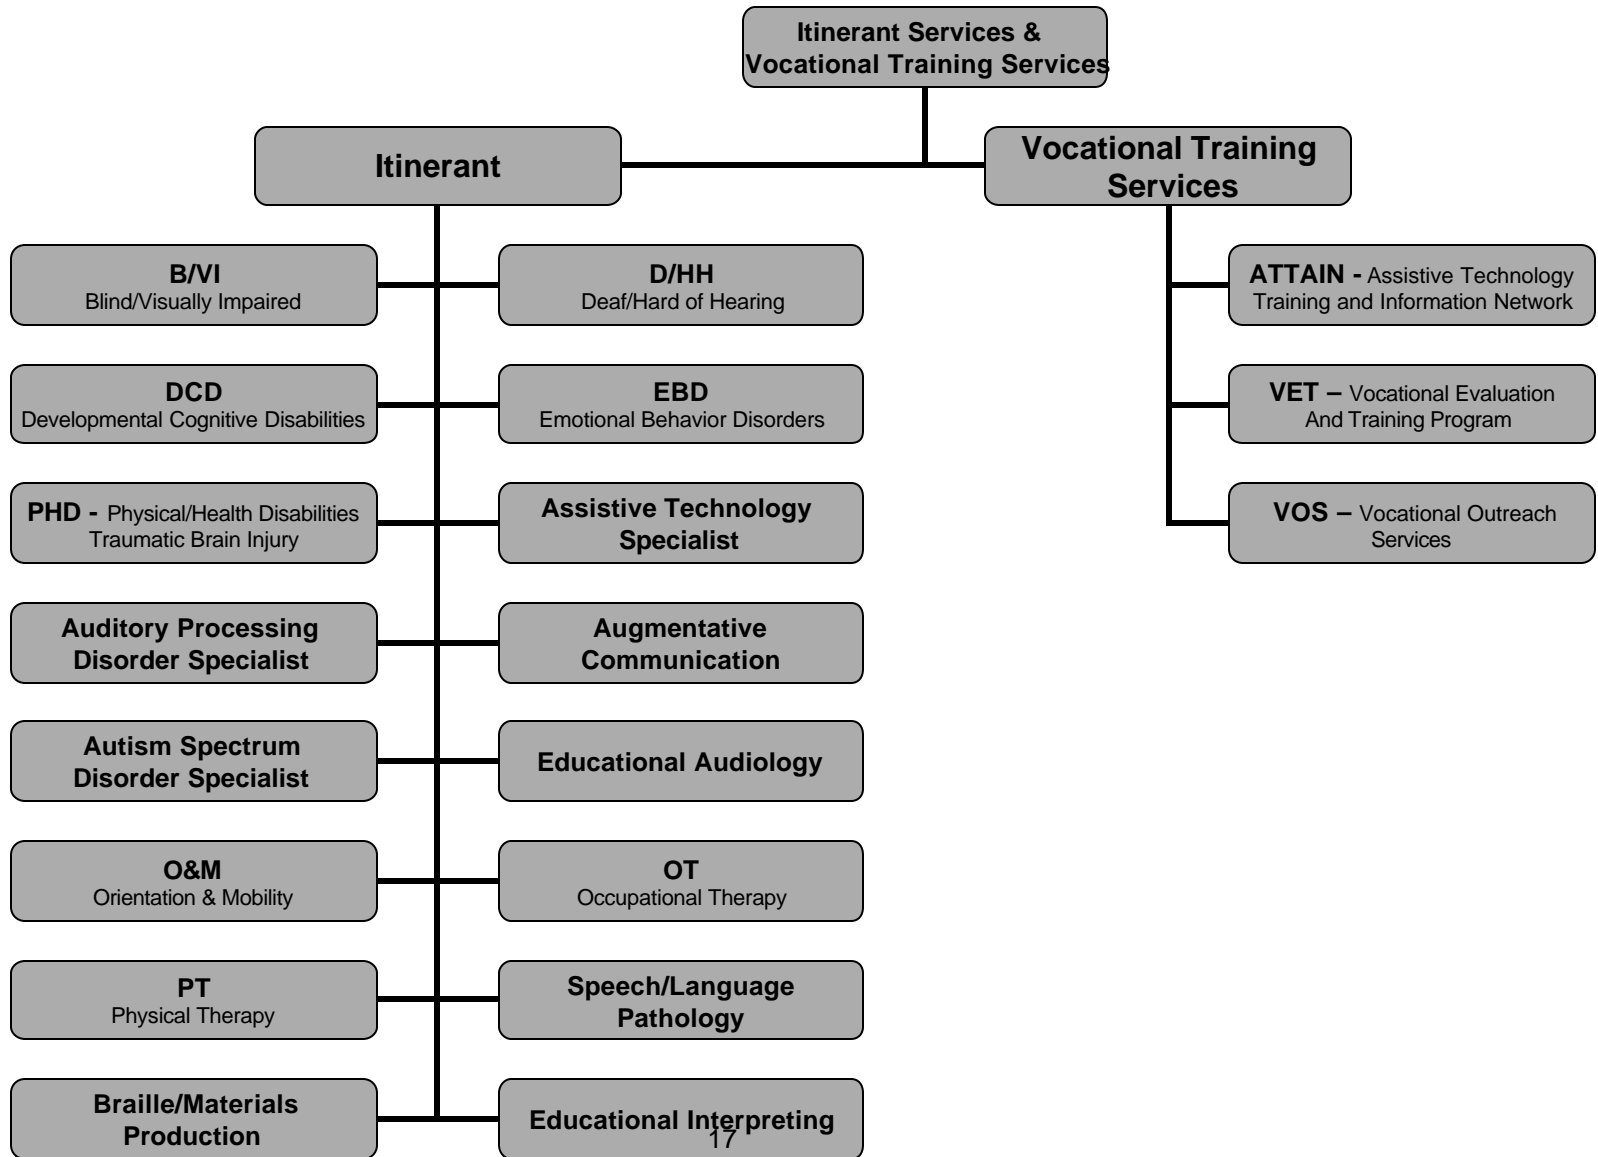 Itinerant Services &
Vocational Training Services
Itinerant
Vocational Training
Services
B/VI
Blind/Visually Impaired
D/HH
Deaf/Hard of Hearing
ATTAIN - Assistive Technology
Training and Information Network
DCD
Developmental Cognitive Disabilities
EBD
Emotional Behavior Disorders
VET – Vocational Evaluation
And Training Program
PHD - Physical/Health Disabilities
Traumatic Brain Injury
Assistive Technology
Specialist
VOS – Vocational Outreach
Services
Auditory Processing
Disorder Specialist
Augmentative
Communication
Autism Spectrum
Disorder Specialist
Educational Audiology
O&M
Orientation & Mobility
OT
Occupational Therapy
PT
Physical Therapy
Speech/Language
Pathology
Braille/Materials
Production
Educational Interpreting
17